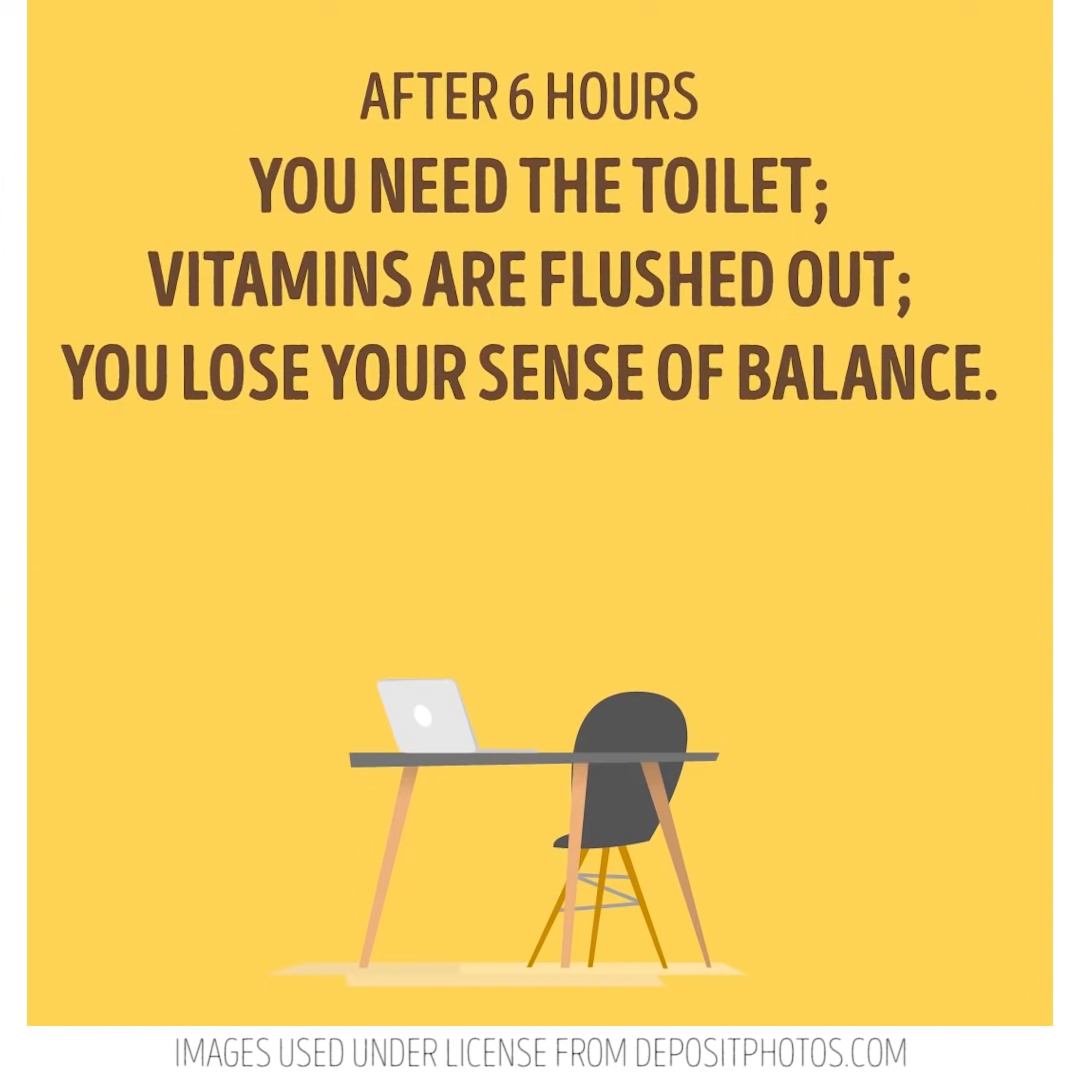 AFTER 6 HOURS
YOU NEED THE TOILET;
VITAMINS ARE FLUSHED OUT;
YOU LOSE YOUR SENSE OF BALANCE.
IMAGES USED UNDER LICENSE FROM DEPOSITPHOTOS.COM